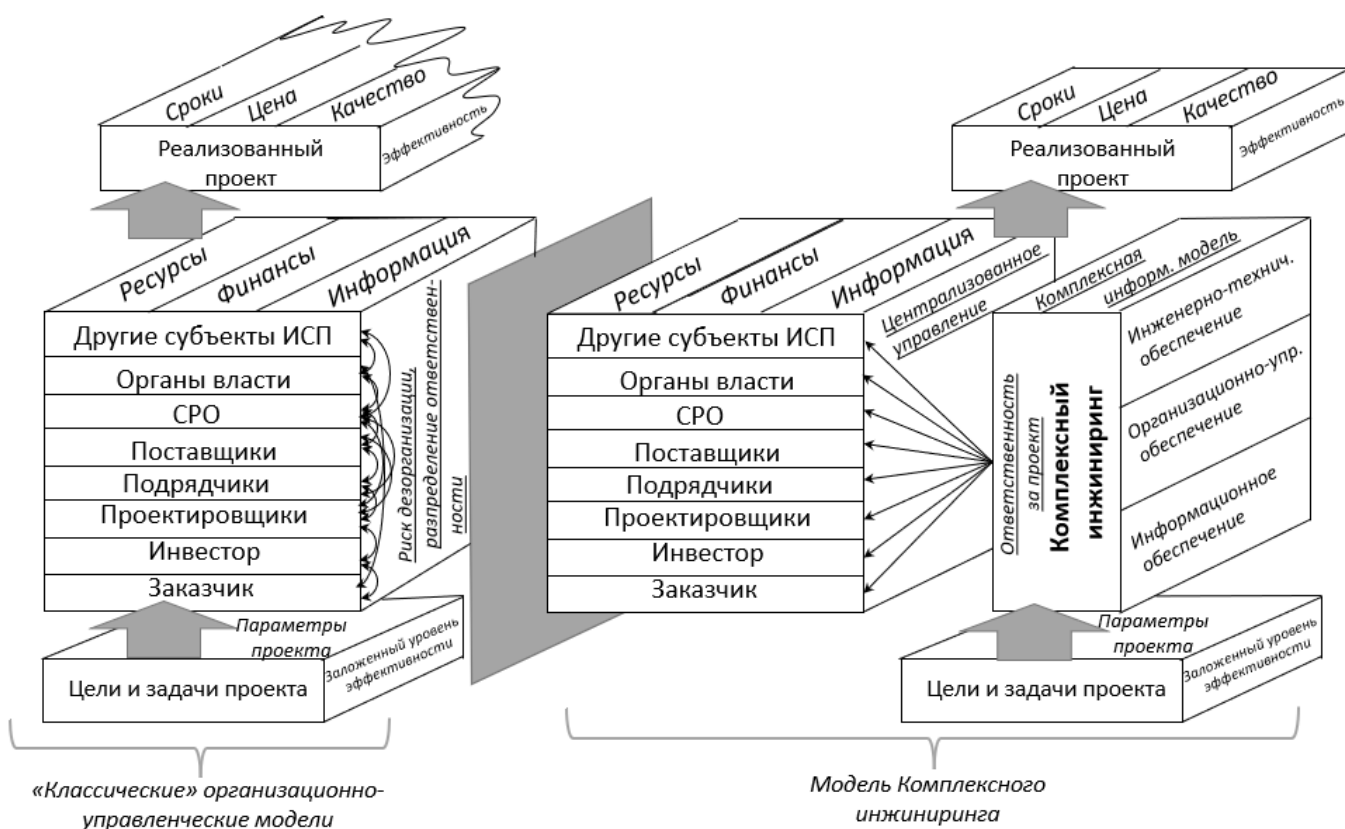 Сроки
Цена
Качество
Эффективность
Реализованный
проект
Ресурсы
Финансы
Информация
Другие субъекты ИСП
Органы власти
СРО
Поставщики
Подрядчики
Проектировщики
Инвестор
Заказчик
Риск дезорганизатии,
разпределение ответствен-
ности
Параметры
проекта
Заложенный уровень
эффективности
Цели и задачи проекта
«Классические» организационно-
управленческие модели
Сроки
Цена
Качество
Эффективность
Реализованный
проект
Ресурсы
Финансы
Информация
Централизованное
управление
Другие субъекты ИСП
Органы власти
СРО
Поставщики
Подрядчики
Проектировщики
Инвестор
Заказчик
Комплексная
информ. модель
Ответственность
за проект
Комплексный
инжиниринг
Инженерно-технич.
обеспечение
Организационно-упр.
обеспечение
Информационное
обеспечение
Параметры
проекта
Заложенный уровень
эффективности
Цели и задачи проекта
Модель Комплексного
инжиниринга